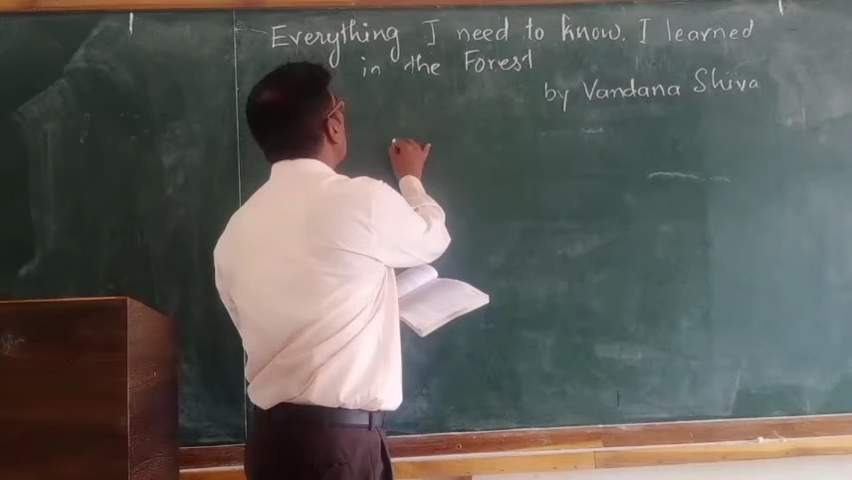 Everything I need to know. I learned
in the Forest
by Vandana Shiva